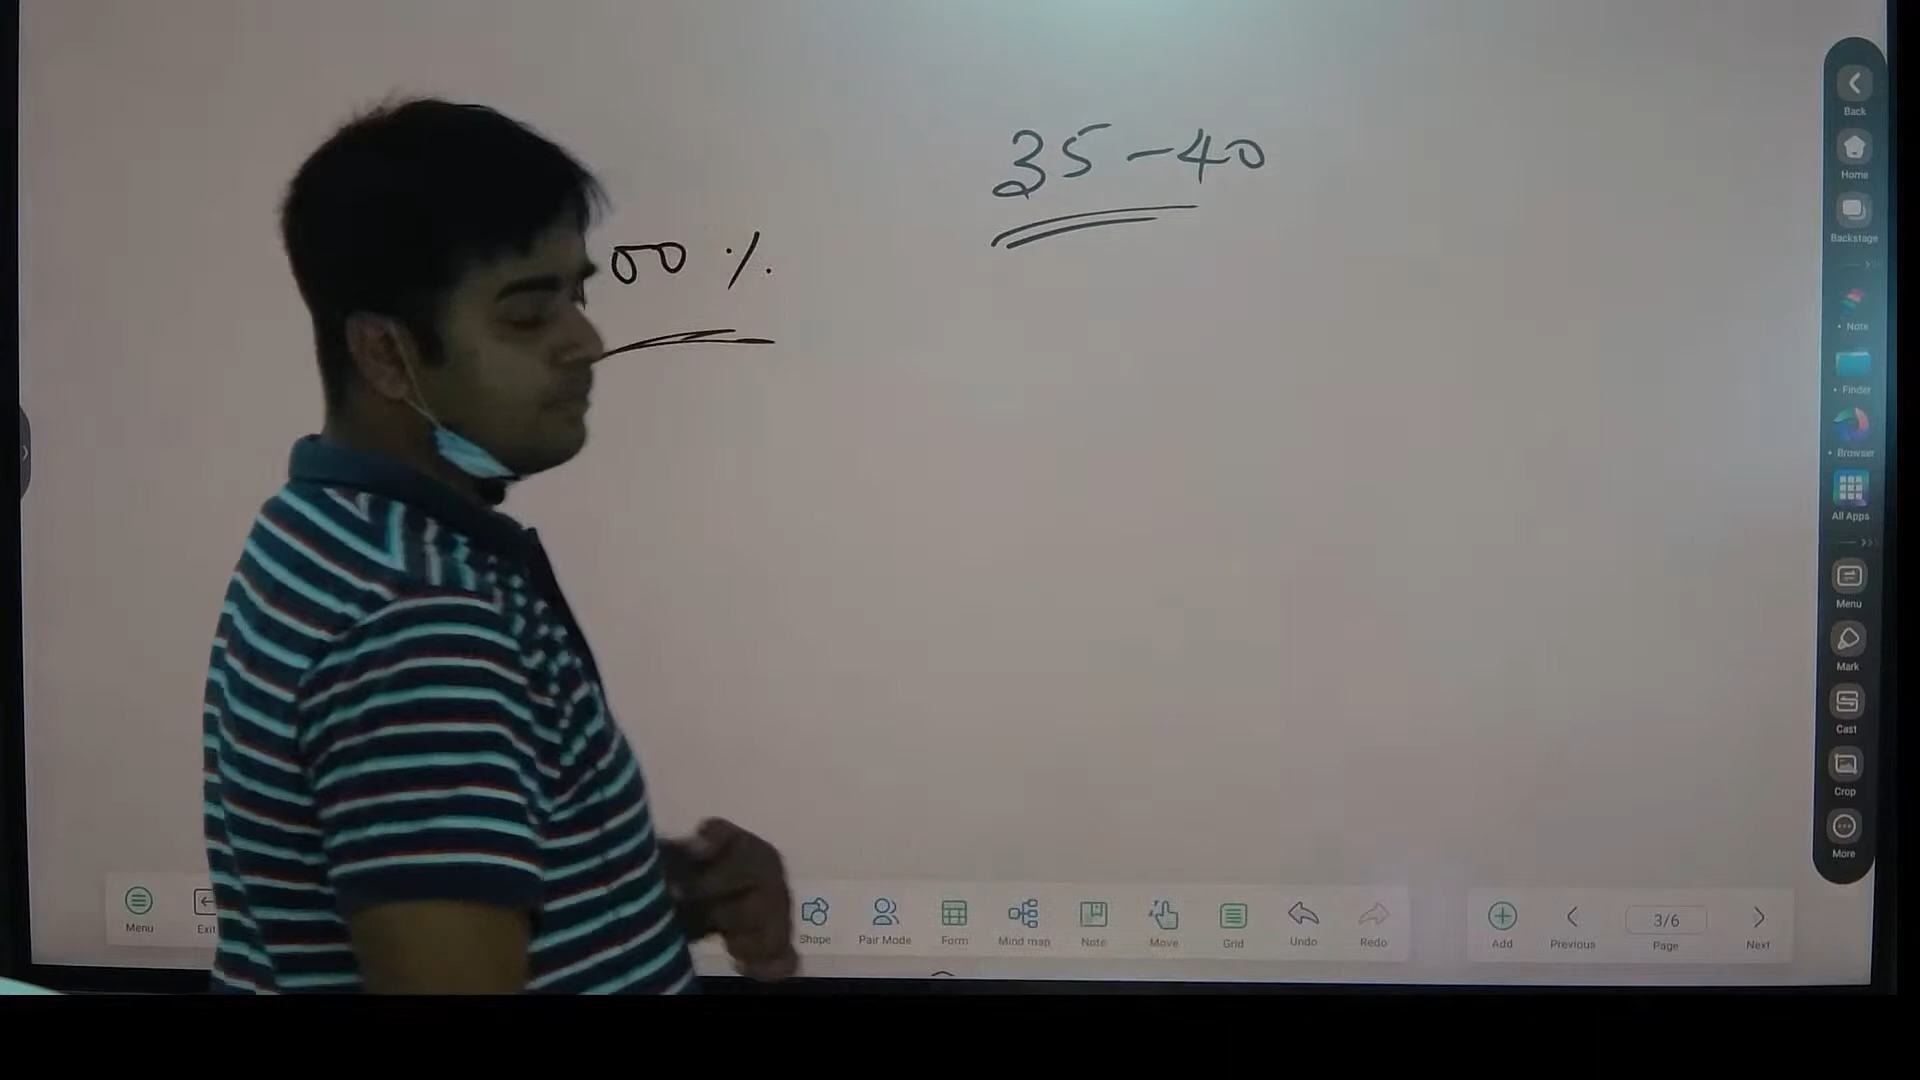 35-40
00 %
Back
Home
Backstage
Note
Finder
Browser
All Apps
Menu
Mark
Cast
Crop
More
Menu Exit Shape Pair Mode Form Mind map Note Move Grid Undo Redo Add Previous 3/6 Page Next